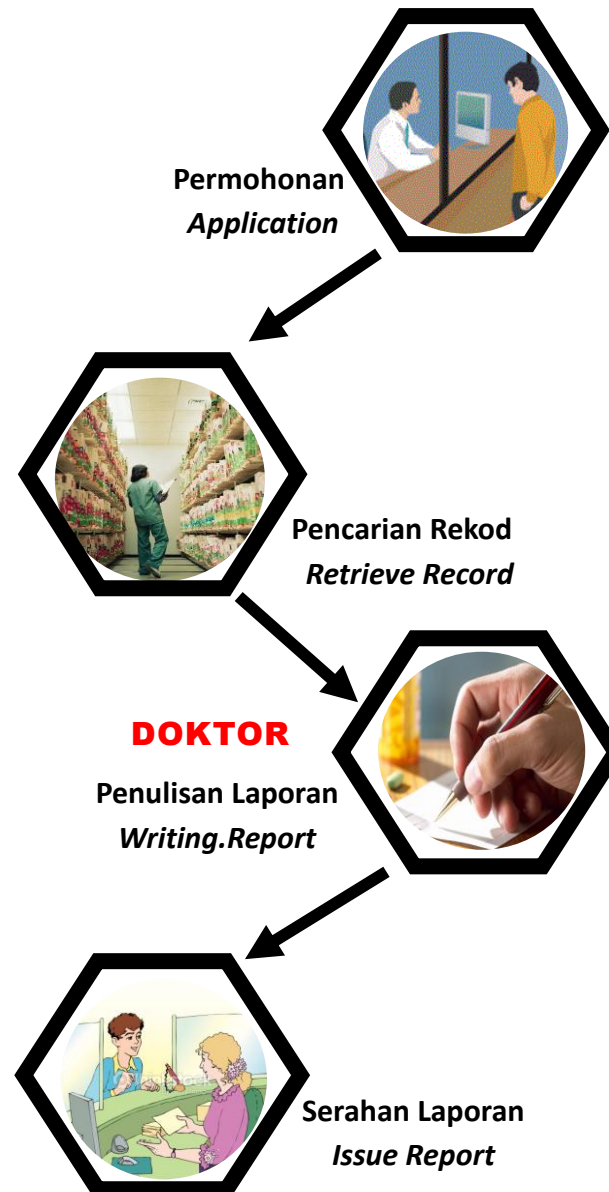 Permohonan
Application
Pencarian Rekod
Retrieve Record
DOKTOR
Penulisan Laporan
Writing.Report
Serahan Laporan
Issue Report